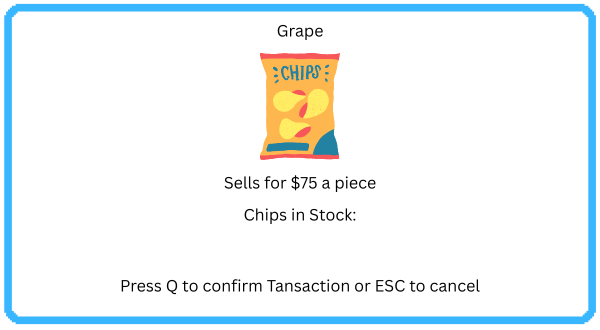 Grape
CHIPS
Sells for $75 a piece
Chips in Stock:
Press Q to confirm Tansaction or ESC to cancel